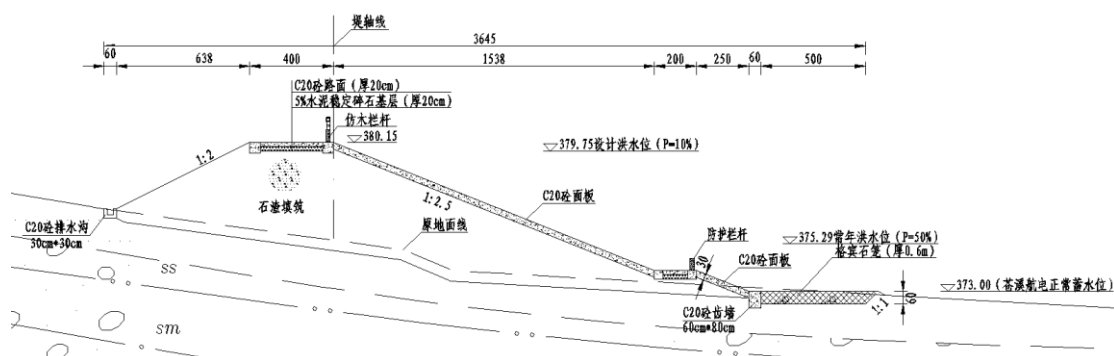 堤轴线
3645
60
638
400
1538
200
250
60
500
C20砼路面（厚20cm）
5%水泥稳定碎石基层（厚20cm）
仿木栏杆
380.15
379.75设计洪水位（P=10%）
1:2
1:2.5
C20砼面板
石渣填筑
原地面线
C20砼排水沟
30cm*30cm
防护栏杆
375.29常年洪水位（P=50%）
格宾石笼（厚0.6m）
30
C20砼面板
373.00（苍溪航电正常蓄水位）
1:1
60
C20砼齿墙
60cm*80cm
SS
sm